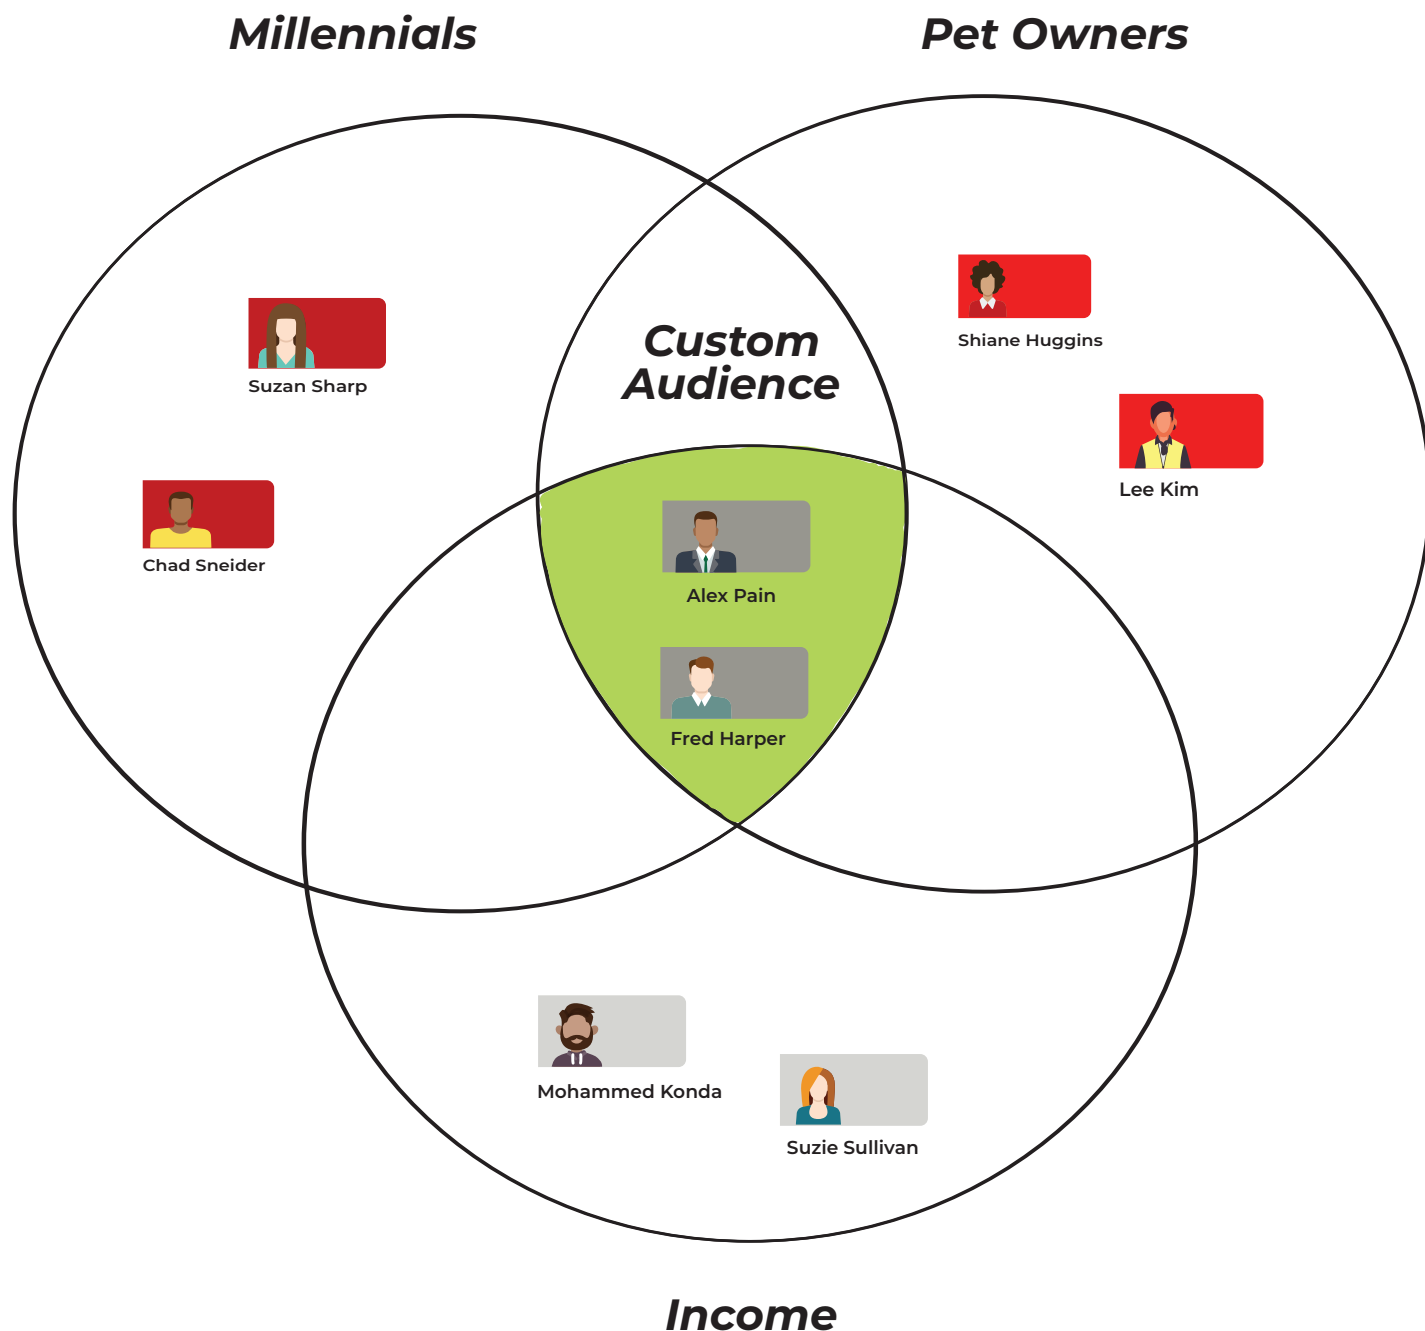 Millennials
Pet Owners
Custom
Audience
Shiane Huggins
Suzan Sharp
Lee Kim
Chad Sneider
Alex Pain
Fred Harper
Mohammed Konda
Suzie Sullivan
Income